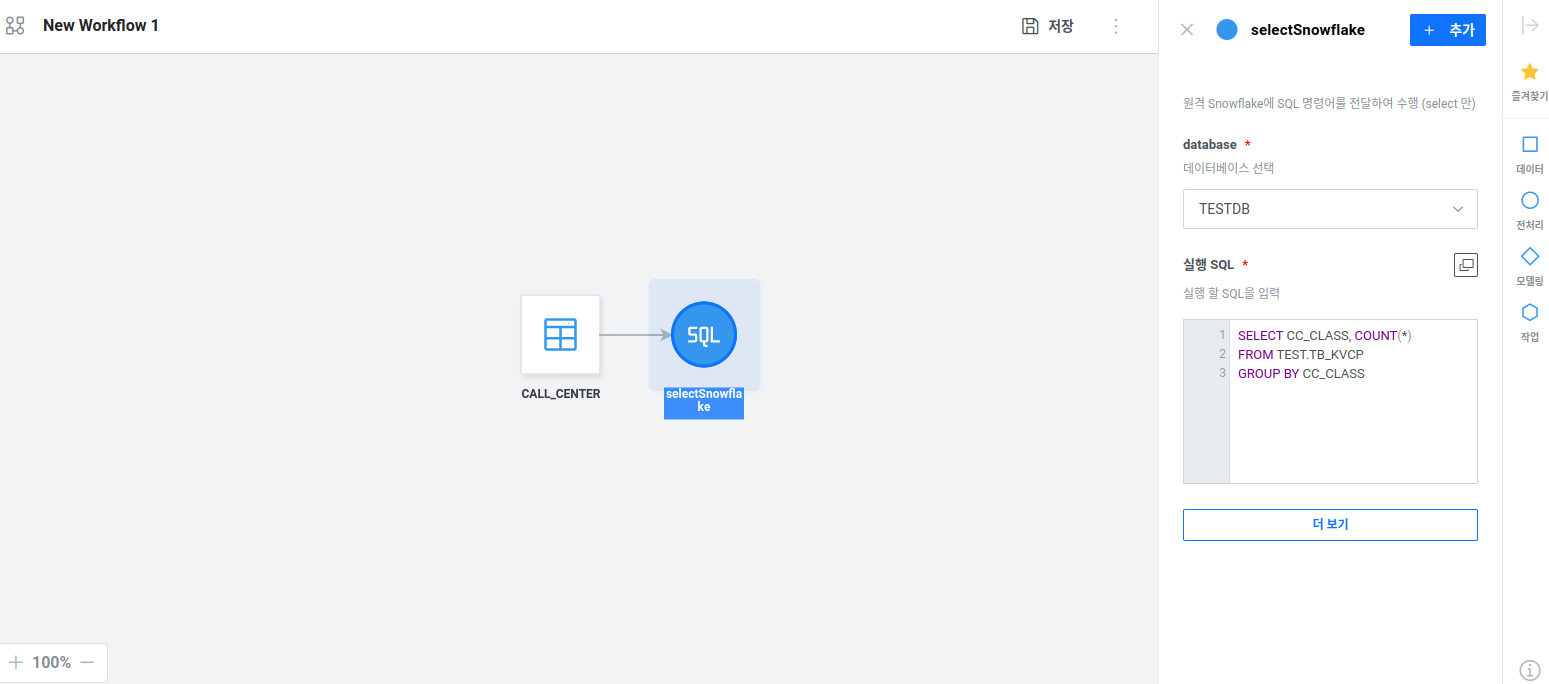 New Workflow 1
저장
selectSnowflake
+ 추가
즐겨찾기
원격 Snowflake에 SQL 명령어를 전달하여 수행 (select 만)
database *
데이터베이스 선택
TESTDB
실행 SQL *
실행 할 SQL을 입력
1 SELECT CC_CLASS, COUNT(*)
2 FROM TEST.TB_KVCP
3 GROUP BY CC_CLASS
더 보기
데이터
전처리
모델링
작업
SQL
CALL_CENTER
selectSnowfla
ke
+ 100% −